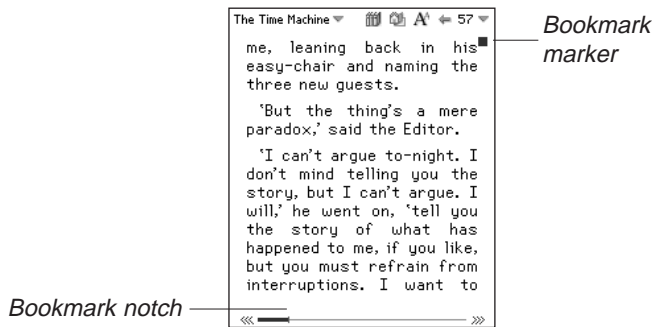 The Time Machine 57
Bookmark
marker
me, leaning back in his
easy-chair and naming the
three new guests.
‛But the thing's a mere
paradox,’ said the Editor.
‛I can't argue to-night. I
don't mind telling you the
story, but I can't argue. I
will,’ he went on, ‛tell you
the story of what has
happened to me, if you like,
but you must refrain from
interruptions. I want to
Bookmark notch